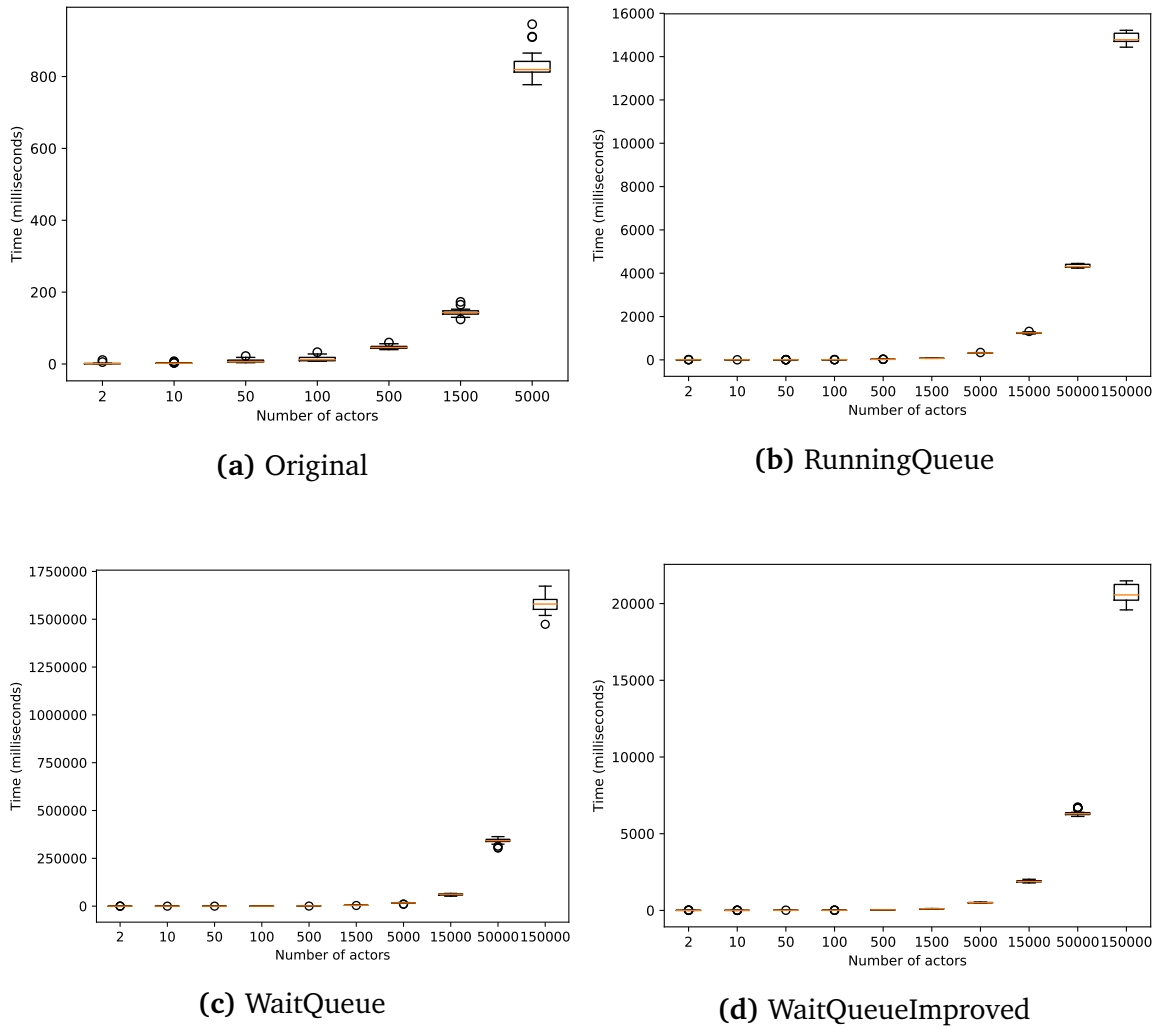 800
600
400
200
0
Time (milliseconds)
2 10 50 100 500 1500 5000
Number of actors
(a) Original
16000
14000
12000
10000
8000
6000
4000
2000
0
Time (milliseconds)
2 10 50 100 500 1500 5000 15000 50000 150000
Number of actors
(b) RunningQueue
1750000
1500000
1250000
1000000
750000
500000
250000
0
Time (milliseconds)
2 10 50 100 500 1500 5000 15000 50000 150000
Number of actors
(c) WaitQueue
20000
15000
10000
5000
0
Time (milliseconds)
2 10 50 100 500 1500 5000 15000 50000 150000
Number of actors
(d) WaitQueueImproved